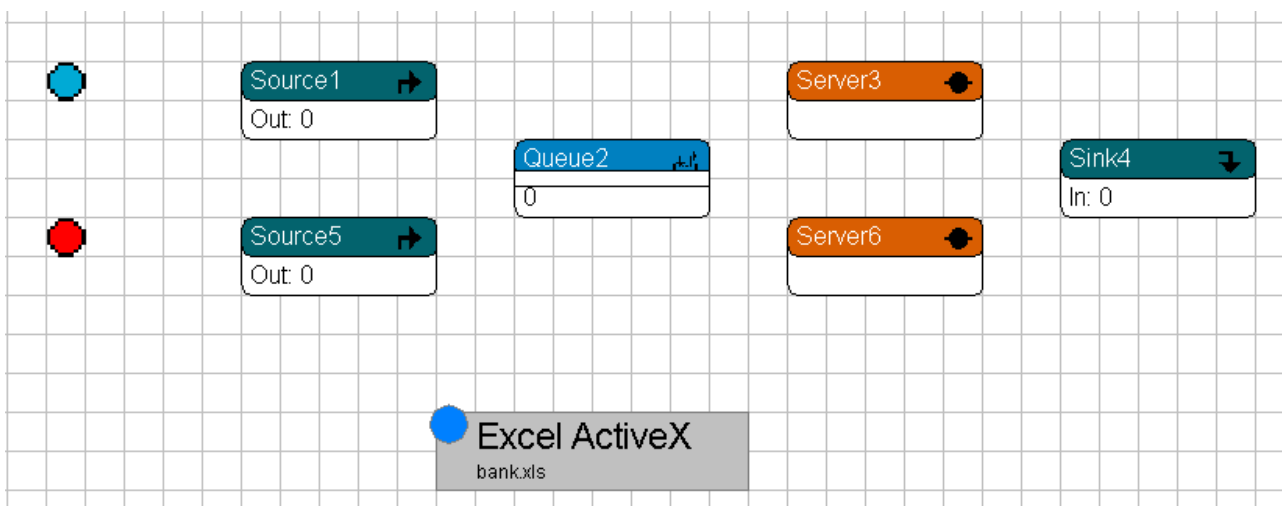 Source1
Out: 0
Server3
Queue2
0
Sink4
In: 0
Source5
Out: 0
Server6
Excel ActiveX
bank.xls